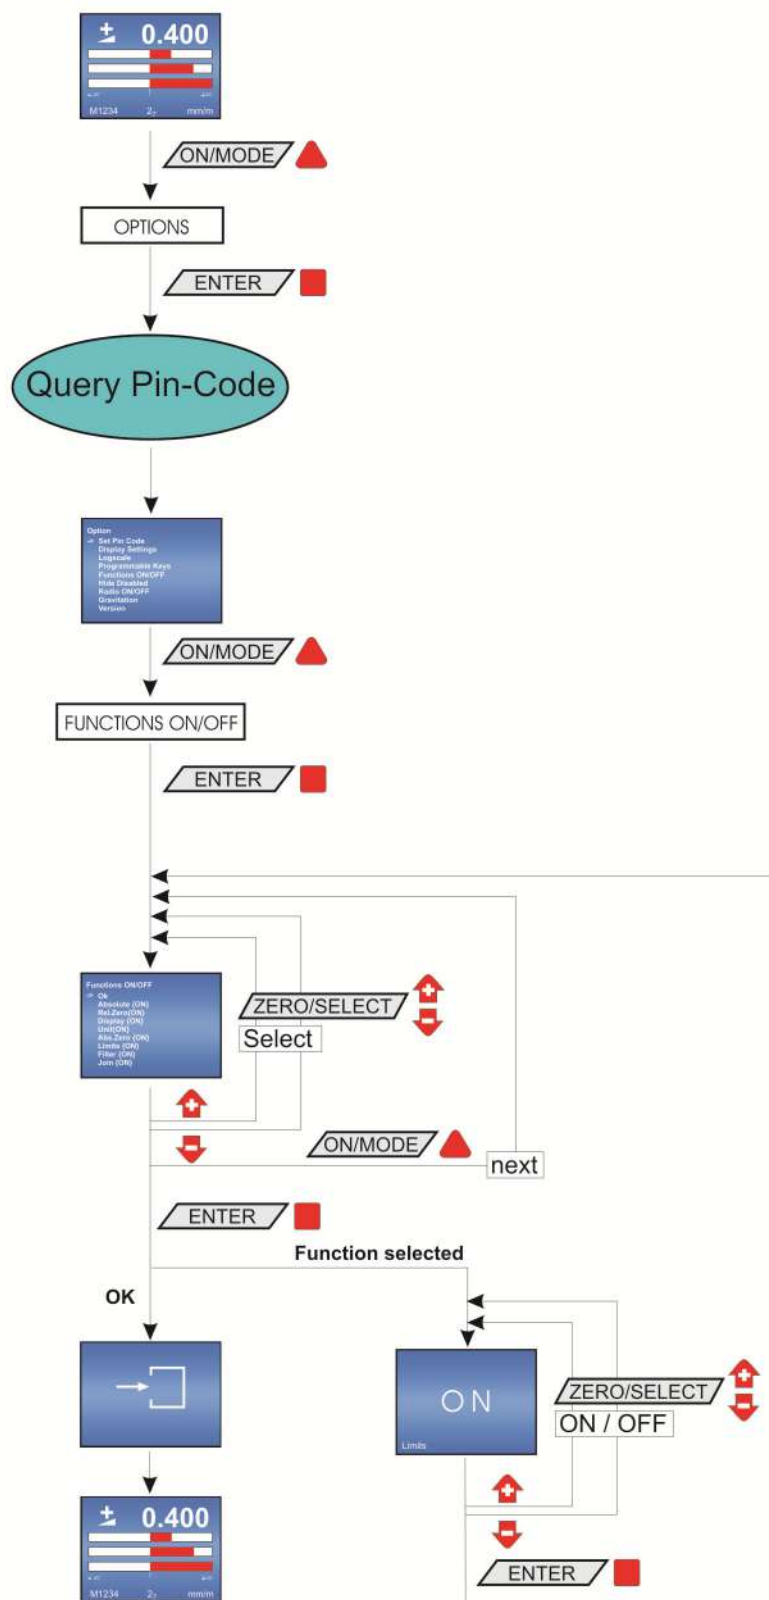 ± 0.400
M1234 2₇ mm/m
ON/MODE
OPTIONS
ENTER
Query Pin-Code
Option
-> Set Pin Code
Display Settings
Logscale
Programmable Keys
Functions ON/OFF
Hide Disabled
Radio ON/OFF
Gravitation
Version
ON/MODE
FUNCTIONS ON/OFF
ENTER
Functions ON/OFF
-> Ok
Absolute (ON)
Rel.Zero(ON)
Display (ON)
Unit(ON)
Abs.Zero (ON)
Limits (ON)
Filter (ON)
Join (ON)
ZERO/SELECT
Select
ON/MODE
next
ENTER
Function selected
OK
ON
Limits
ZERO/SELECT
ON / OFF
± 0.400
M1234 2₇ mm/m
ENTER